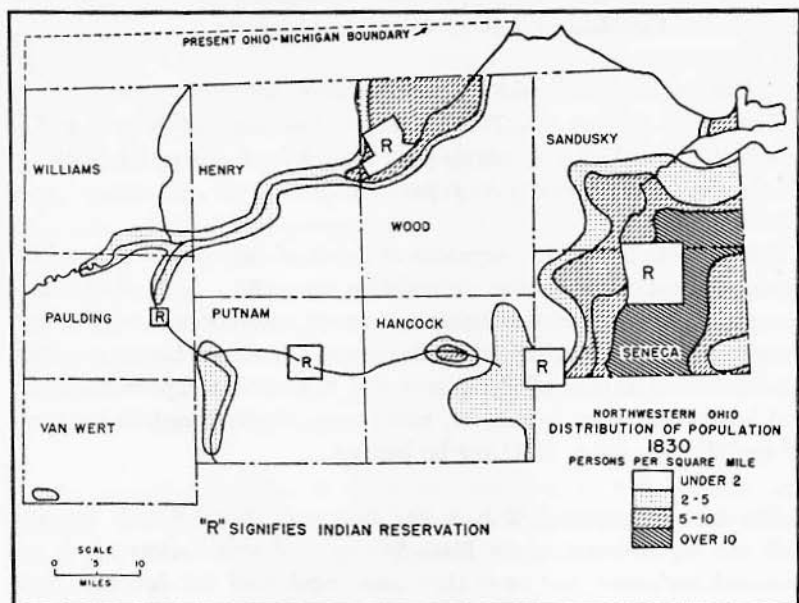 PRESENT OHIO-MICHIGAN BOUNDARY
WILLIAMS
HENRY
R
SANDUSKY
WOOD
R
PAULDING
R
PUTNAM
HANCOCK
R
R
SENECA
VAN WERT
NORTHWESTERN OHIO
DISTRIBUTION OF POPULATION
1830
PERSONS PER SQUARE MILE
UNDER 2
2-5
5-10
OVER 10
"R" SIGNIFIES INDIAN RESERVATION
SCALE
10 5 0 10
MILES